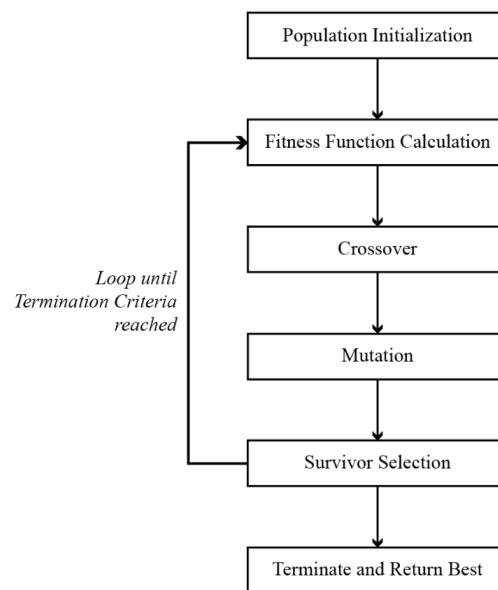 Population Initialization
Fitness Function Calculation
Crossover
Loop until
Termination Criteria
reached
Mutation
Survivor Selection
Terminate and Return Best